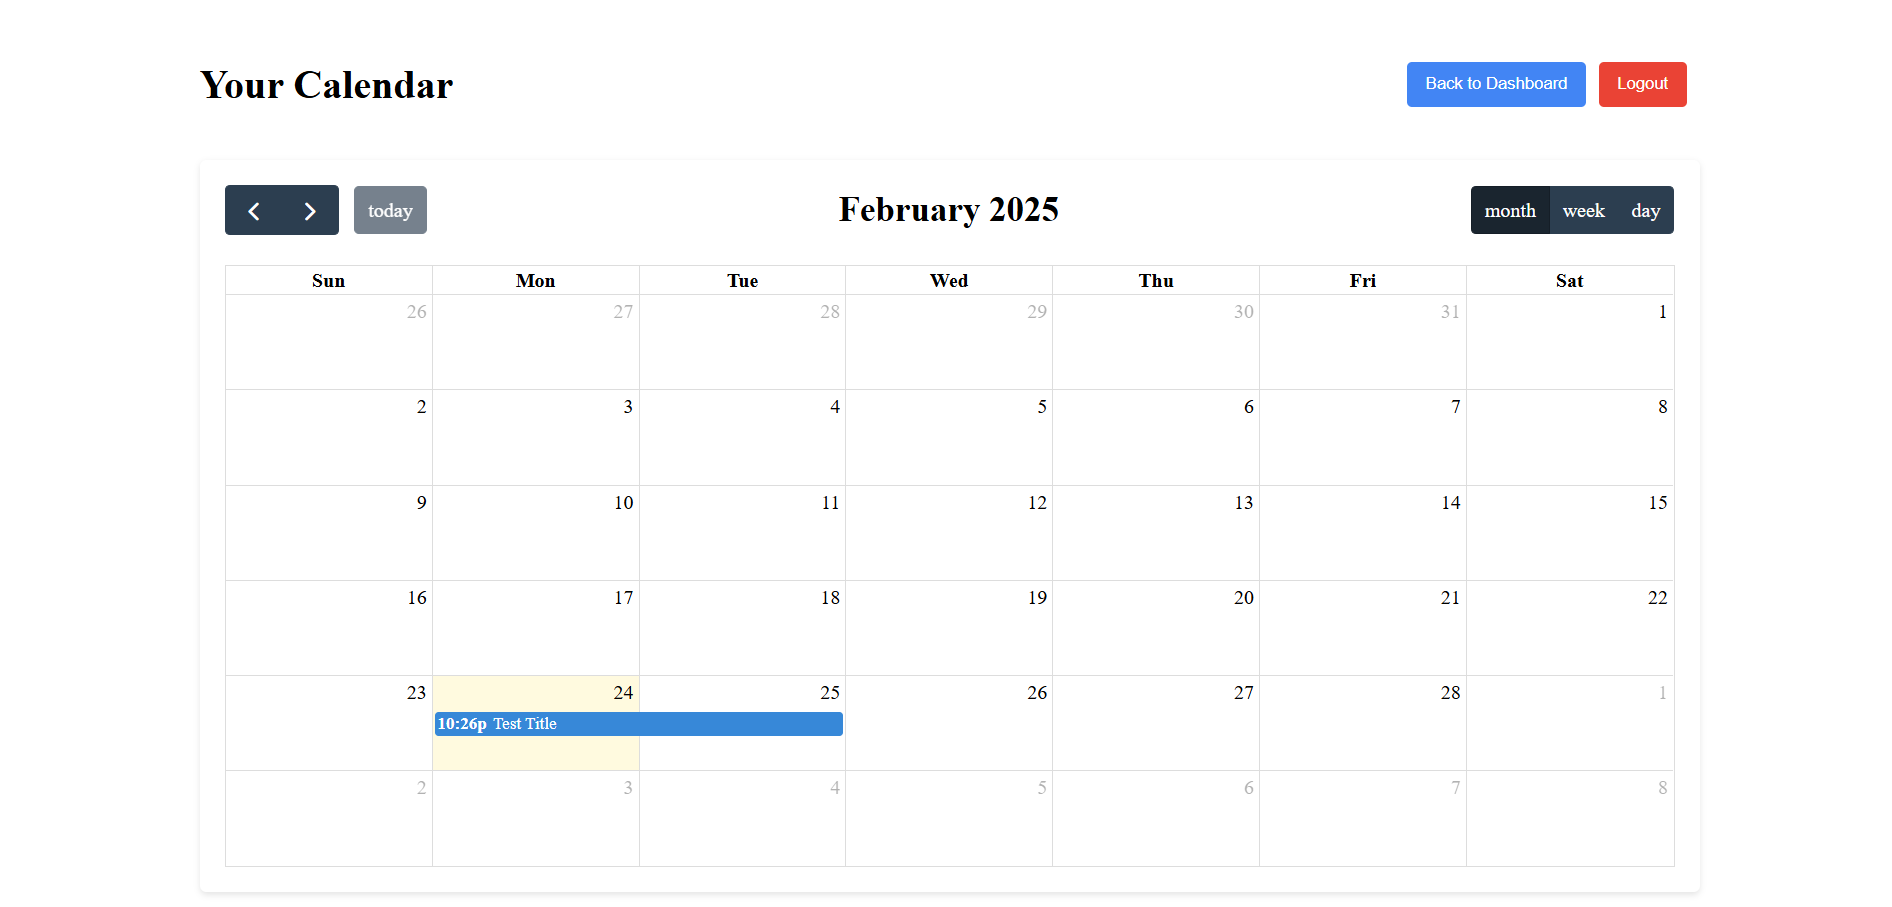 Your Calendar
Back to Dashboard Logout
today
February 2025
month week day
Sun Mon Tue Wed Thu Fri Sat
26 27 28 29 30 31 1
2 3 4 5 6 7 8
9 10 11 12 13 14 15
16 17 18 19 20 21 22
23 24 25 26 27 28 1
10:26p Test Title
2 3 4 5 6 7 8